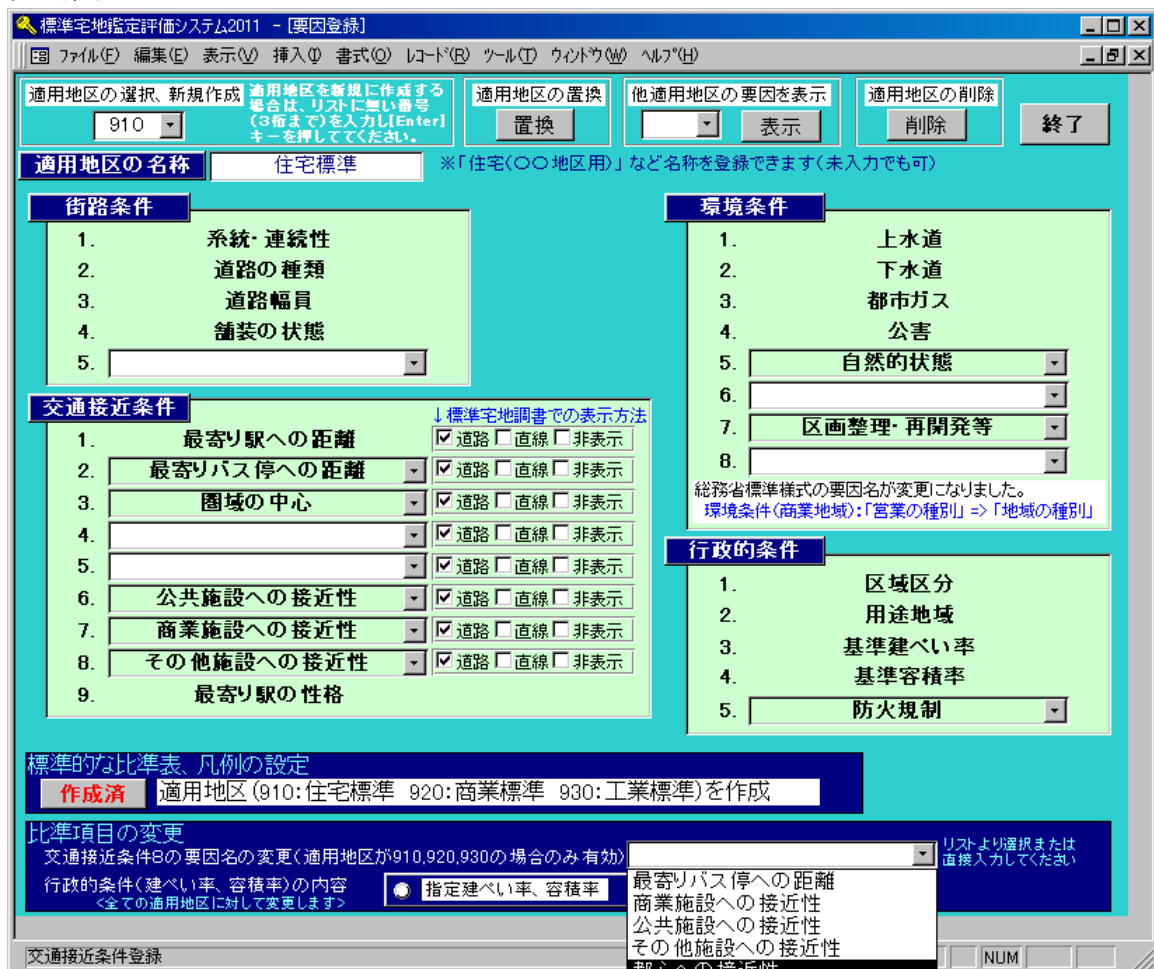 標準宅地鑑定評価システム2011 - [要因登録]
ファイル(F) 編集(E) 表示(V) 挿入(I) 書式(O) レコード(R) ツール(T) ウィンドウ(W) ヘルプ(H)
適用地区の選択、新規作成
910
適用地区を新規に作成する
場合は、リストに無い番号
(3桁まで)を入力し[Enter]
キーを押しててください。
適用地区の置換
置換
他適用地区の要因を表示
表示
適用地区の削除
削除
終了
適用地区の名称 住宅標準 ※「住宅(〇〇地区用)」など名称を登録できます(未入力でも可)
街路条件
1. 系統・連続性
2. 道路の種類
3. 道路幅員
4. 舗装の状態
5.
交通接近条件
↓標準宅地調書での表示方法
1. 最寄り駅への距離 道路 直線 非表示
2. 最寄りバス停への距離 道路 直線 非表示
3. 圏域の中心 道路 直線 非表示
4. 道路 直線 非表示
5. 道路 直線 非表示
6. 公共施設への接近性 道路 直線 非表示
7. 商業施設への接近性 道路 直線 非表示
8. その他施設への接近性 道路 直線 非表示
9. 最寄り駅の性格
環境条件
1. 上水道
2. 下水道
3. 都市ガス
4. 公害
5. 自然的状態
6.
7. 区画整理・再開発等
8.
総務省標準様式の要因名が変更になりました。
環境条件(商業地域):「営業の種別」=>「地域の種別」
行政的条件
1. 区域区分
2. 用途地域
3. 基準建ぺい率
4. 基準容積率
5. 防火規制
標準的な比準表、凡例の設定
作成済 適用地区(910:住宅標準 920:商業標準 930:工業標準)を作成
比準項目の変更
交通接近条件8の要因名の変更(適用地区が910,920,930の場合のみ有効)
リストより選択または
直接入力してください
行政的条件(建ぺい率、容積率)の内容
<全ての適用地区に対して変更します>
指定建ぺい率、容積率
最寄りバス停への距離
商業施設への接近性
公共施設への接近性
その他施設への接近性
都心への接近性
交通接近条件登録
NUM